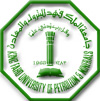 جامعة الملك فهد للبترول والمعادن
KING FAHD UNIVERSITY OF PETROLEUM & MINERALS